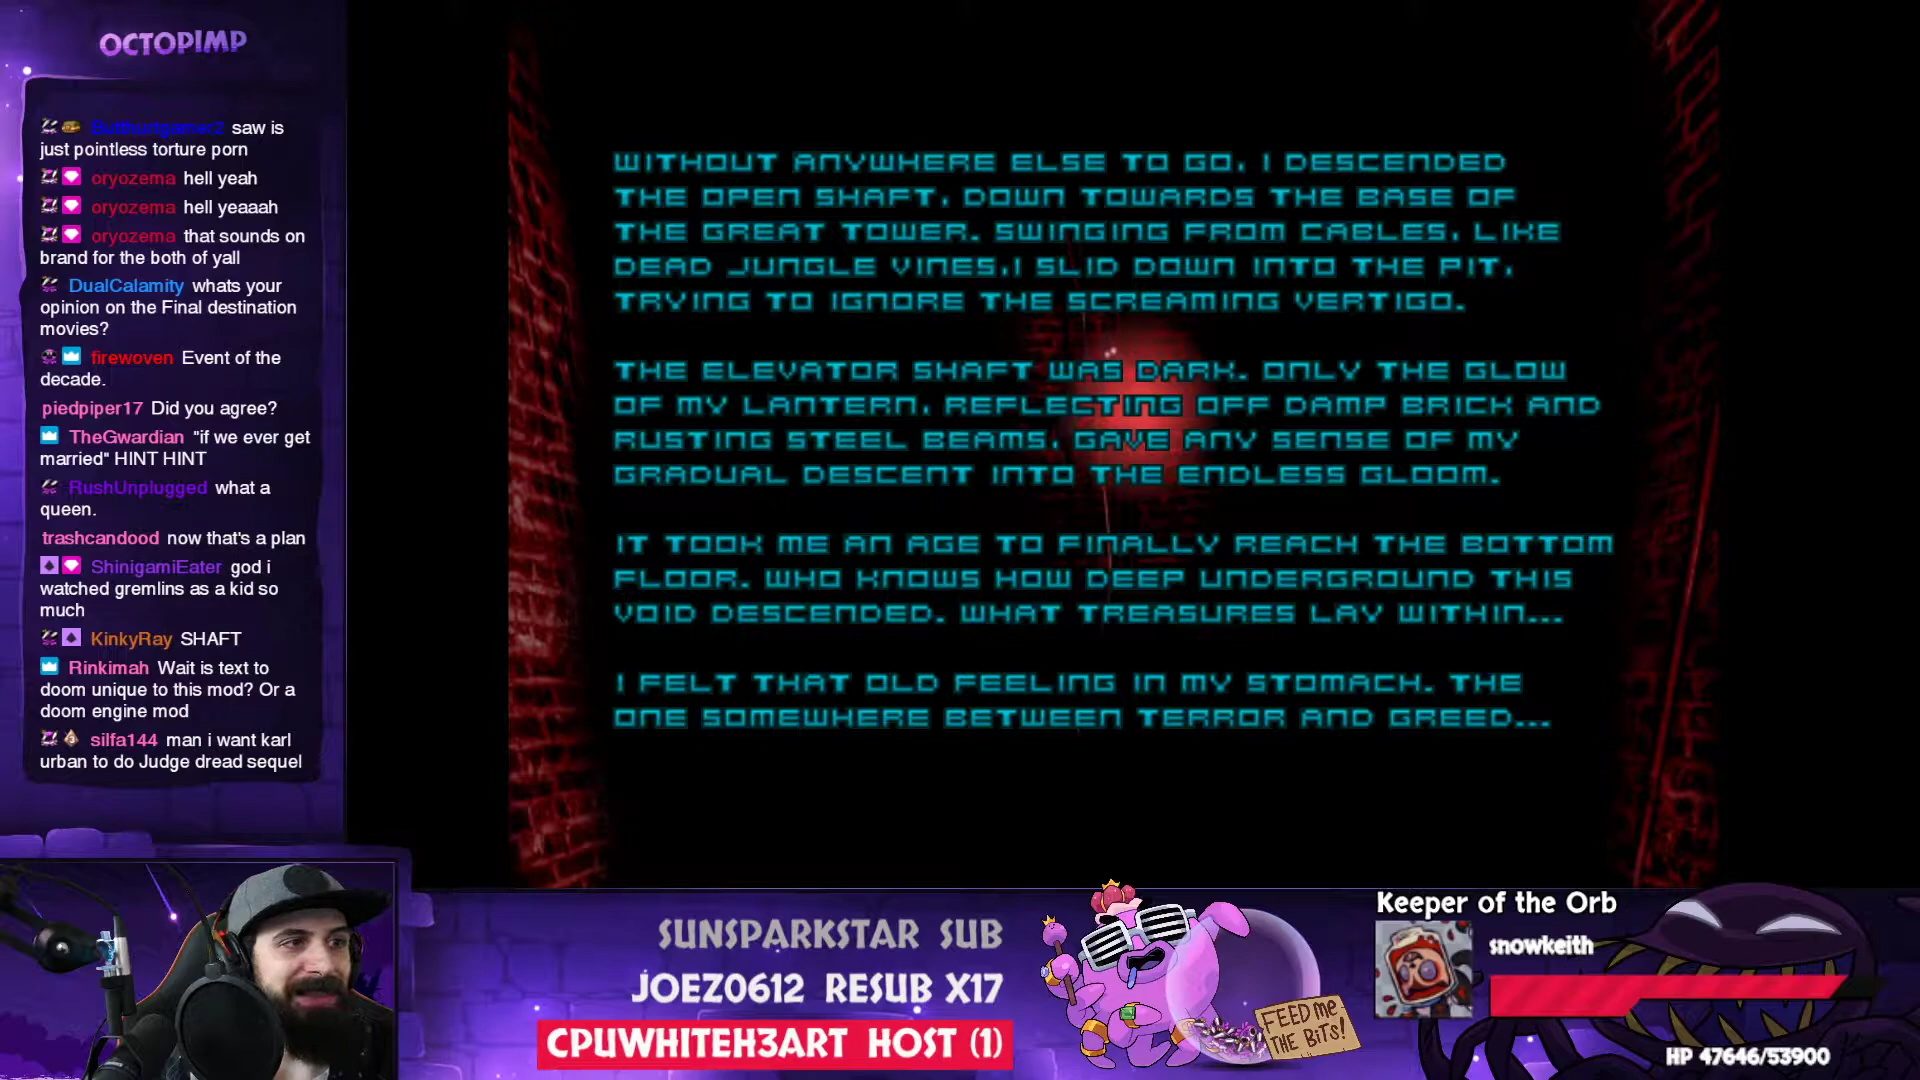 OCTOPIMP
Butthurtgamer2 saw is
just pointless torture porn
oryozema hell yeah
oryozema hell yeaaah
oryozema that sounds on
brand for the both of yall
DualCalamity whats your
opinion on the Final destination
movies?
firewoven Event of the
decade.
piedpiper17 Did you agree?
TheGwardian "if we ever get
married" HINT HINT
RushUnplugged what a
queen.
trashcandood now that's a plan
ShinigamiEater god i
watched gremlins as a kid so
much
KinkyRay SHAFT
Rinkimah Wait is text to
doom unique to this mod? Or a
doom engine mod
silfa144 man i want karl
urban to do Judge dread sequel
WITHOUT ANYWHERE ELSE TO GO, I DESCENDED
THE OPEN SHAFT, DOWN TOWARDS THE BASE OF
THE GREAT TOWER. SWINGING FROM CABLES, LIKE
DEAD JUNGLE VINES,I SLID DOWN INTO THE PIT,
TRYING TO IGNORE THE SCREAMING VERTIGO.
THE ELEVATOR SHAFT WAS DARK. ONLY THE GLOW
OF MY LANTERN, REFLECTING OFF DAMP BRICK AND
RUSTING STEEL BEAMS, GAVE ANY SENSE OF MY
GRADUAL DESCENT INTO THE ENDLESS GLOOM.
IT TOOK ME AN AGE TO FINALLY REACH THE BOTTOM
FLOOR. WHO KNOWS HOW DEEP UNDERGROUND THIS
VOID DESCENDED. WHAT TREASURES LAY WITHIN...
I FELT THAT OLD FEELING IN MY STOMACH. THE
ONE SOMEWHERE BETWEEN TERROR AND GREED...
SUNSPARKSTAR SUB
JOEZ0612 RESUB X17
CPUWHITEH3ART HOST (1)
FEED ME
THE BITS!
Keeper of the Orb
snowkeith
HP 47646/53900